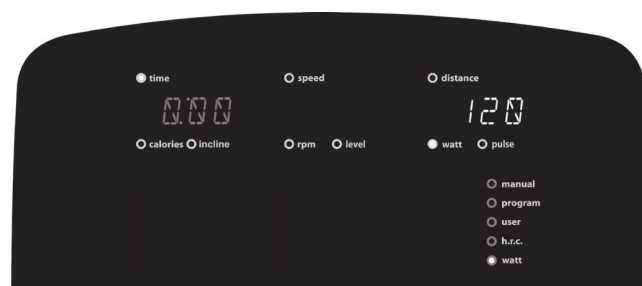 time speed distance
0:00 120
calories incline rpm level watt pulse
manual
program
user
h.r.c.
watt